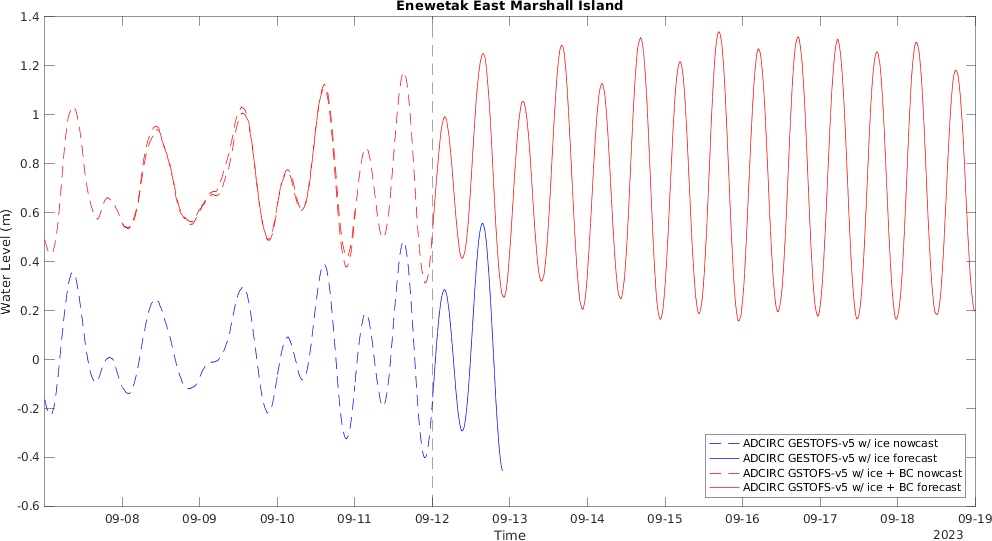 Enewetak East Marshall Island
1.4
1.2
1
0.8
0.6
0.4
0.2
0
-0.2
-0.4
-0.6
Water Level (m)
ADCIRC GESTOFS-v5 w/ ice nowcast
ADCIRC GESTOFS-v5 w/ ice forecast
ADCIRC GSTOFS-v5 w/ ice + BC nowcast
ADCIRC GSTOFS-v5 w/ ice + BC forecast
09-08 09-09 09-10 09-11 09-12 09-13 09-14 09-15 09-16 09-17 09-18 09-19
Time
2023